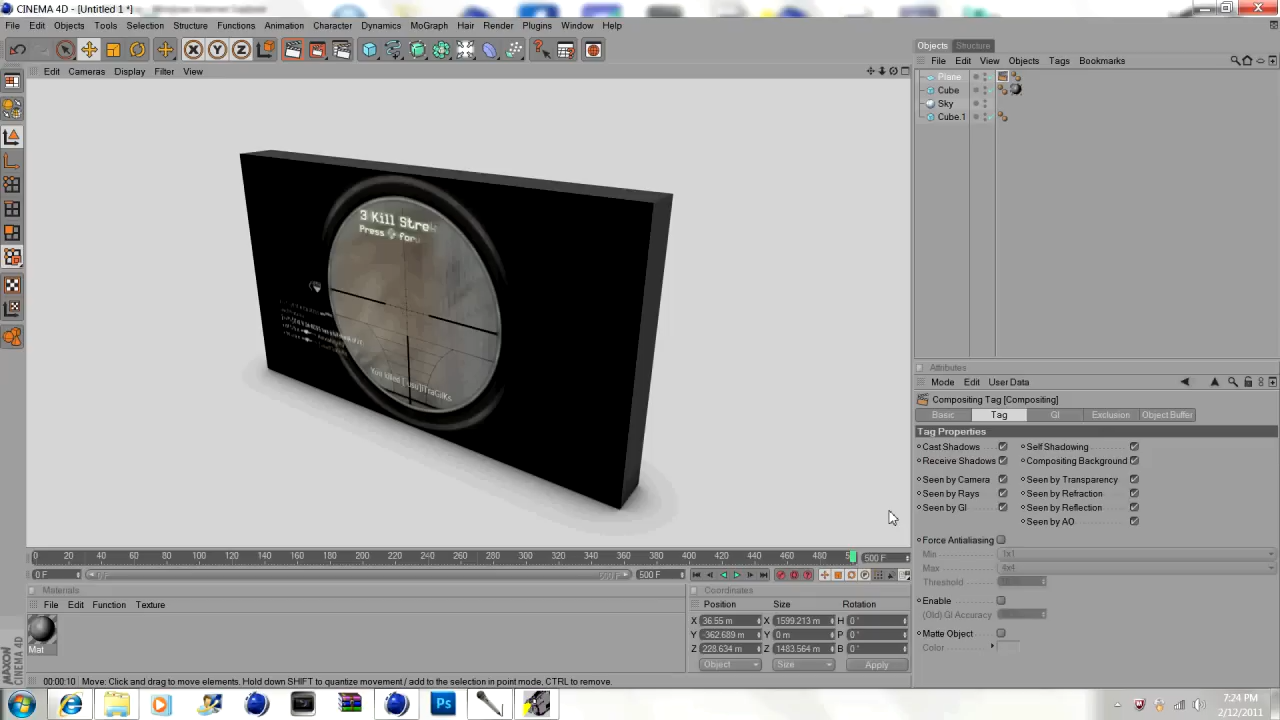 CINEMA 4D - [Untitled 1 *]
File Edit Objects Tools Selection Structure Functions Animation Character Dynamics MoGraph Hair Render Plugins Window Help
Edit Cameras Display Filter View
Objects Structure
File Edit View Objects Tags Bookmarks
Plane
Cube
Sky
Cube.1
3 Kill
Press
You killed
Attributes
Mode Edit User Data
Compositing Tag [Compositing]
Basic Tag GI Exclusion Object Buffer
Tag Properties
Cast Shadows Self Shadowing
Receive Shadows Compositing Background
Seen by Camera Seen by Transparency
Seen by Rays Seen by Refraction
Seen by GI Seen by Reflection
Seen by AO
Force Antialiasing
Min 1x1
Max 4x4
Threshold
Enable
(Old) GI Accuracy
Matte Object
Color
0 20 40 60 80 100 120 140 160 180 200 220 240 260 280 300 320 340 360 380 400 420 440 460 480 500 F
0 F 500 F
Materials
File Edit Function Texture
Mat
Coordinates
Position Size Rotation
X 36.55 m X 1599.213 m H 0 °
Y -362.689 m Y 0 m P 0 °
Z 228.634 m Z 1483.564 m B 0 °
Object Size Apply
MAXON
CINEMA 4D
00:00:10 Move: Click and drag to move elements. Hold down SHIFT to quantize movement / add to the selection in point mode, CTRL to remove.
Ps
7:24 PM
2/12/2011